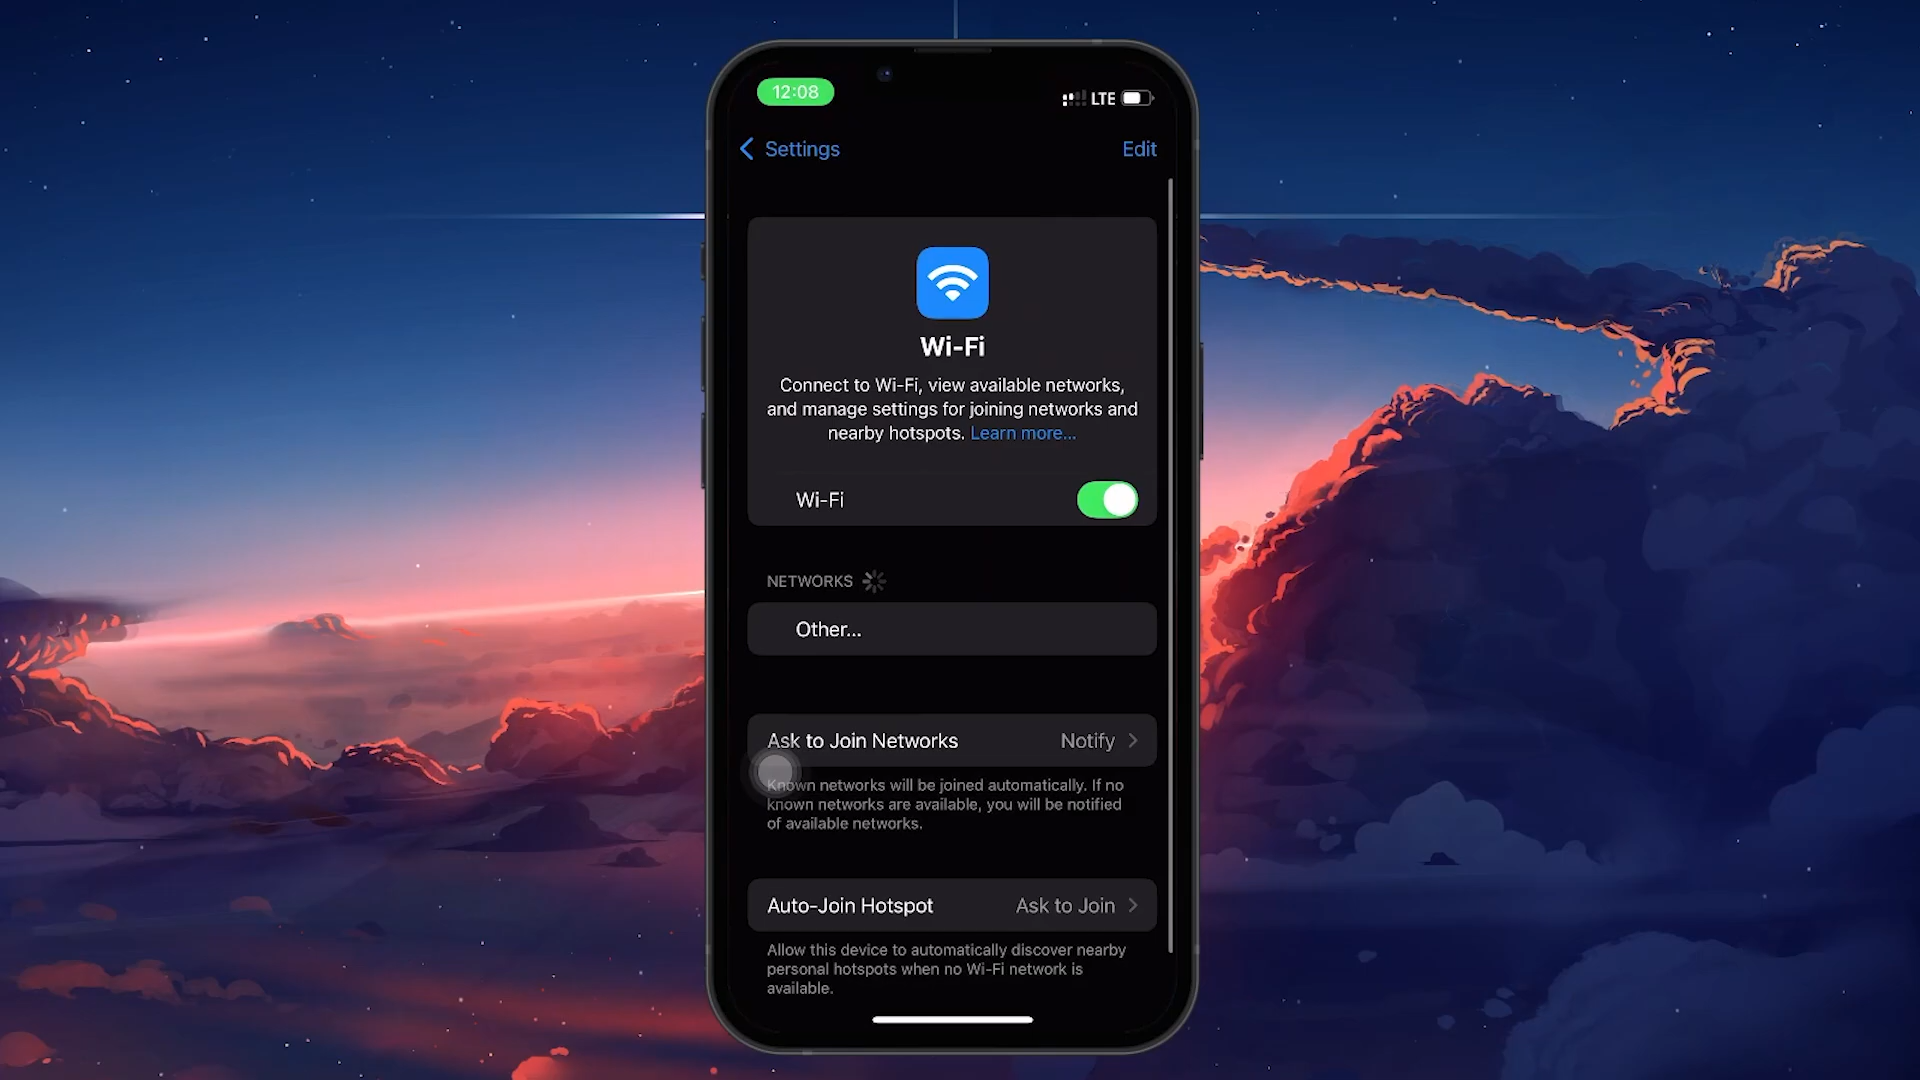 12:08
LTE
Settings
Edit
Wi-Fi
Connect to Wi-Fi, view available networks,
and manage settings for joining networks and
nearby hotspots. Learn more...
Wi-Fi
NETWORKS
Other...
Ask to Join Networks Notify
Known networks will be joined automatically. If no
known networks are available, you will be notified
of available networks.
Auto-Join Hotspot Ask to Join
Allow this device to automatically discover nearby
personal hotspots when no Wi-Fi network is
available.